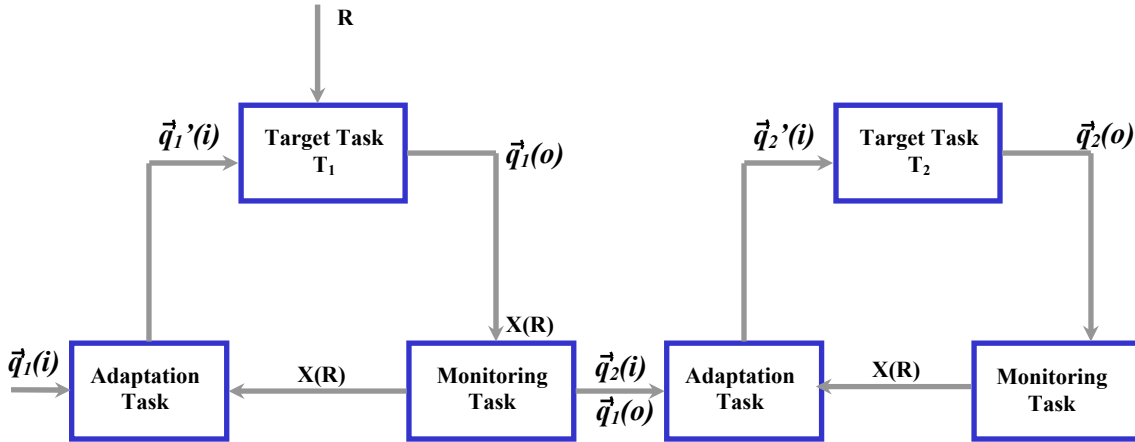 R
q⃗₁’(i)
Target Task
T₁
q⃗₁(o)
q⃗₂’(i)
Target Task
T₂
q⃗₂(o)
X(R)
q⃗₁(i)
Adaptation
Task
X(R)
Monitoring
Task
q⃗₂(i)
q⃗₁(o)
Adaptation
Task
X(R)
Monitoring
Task